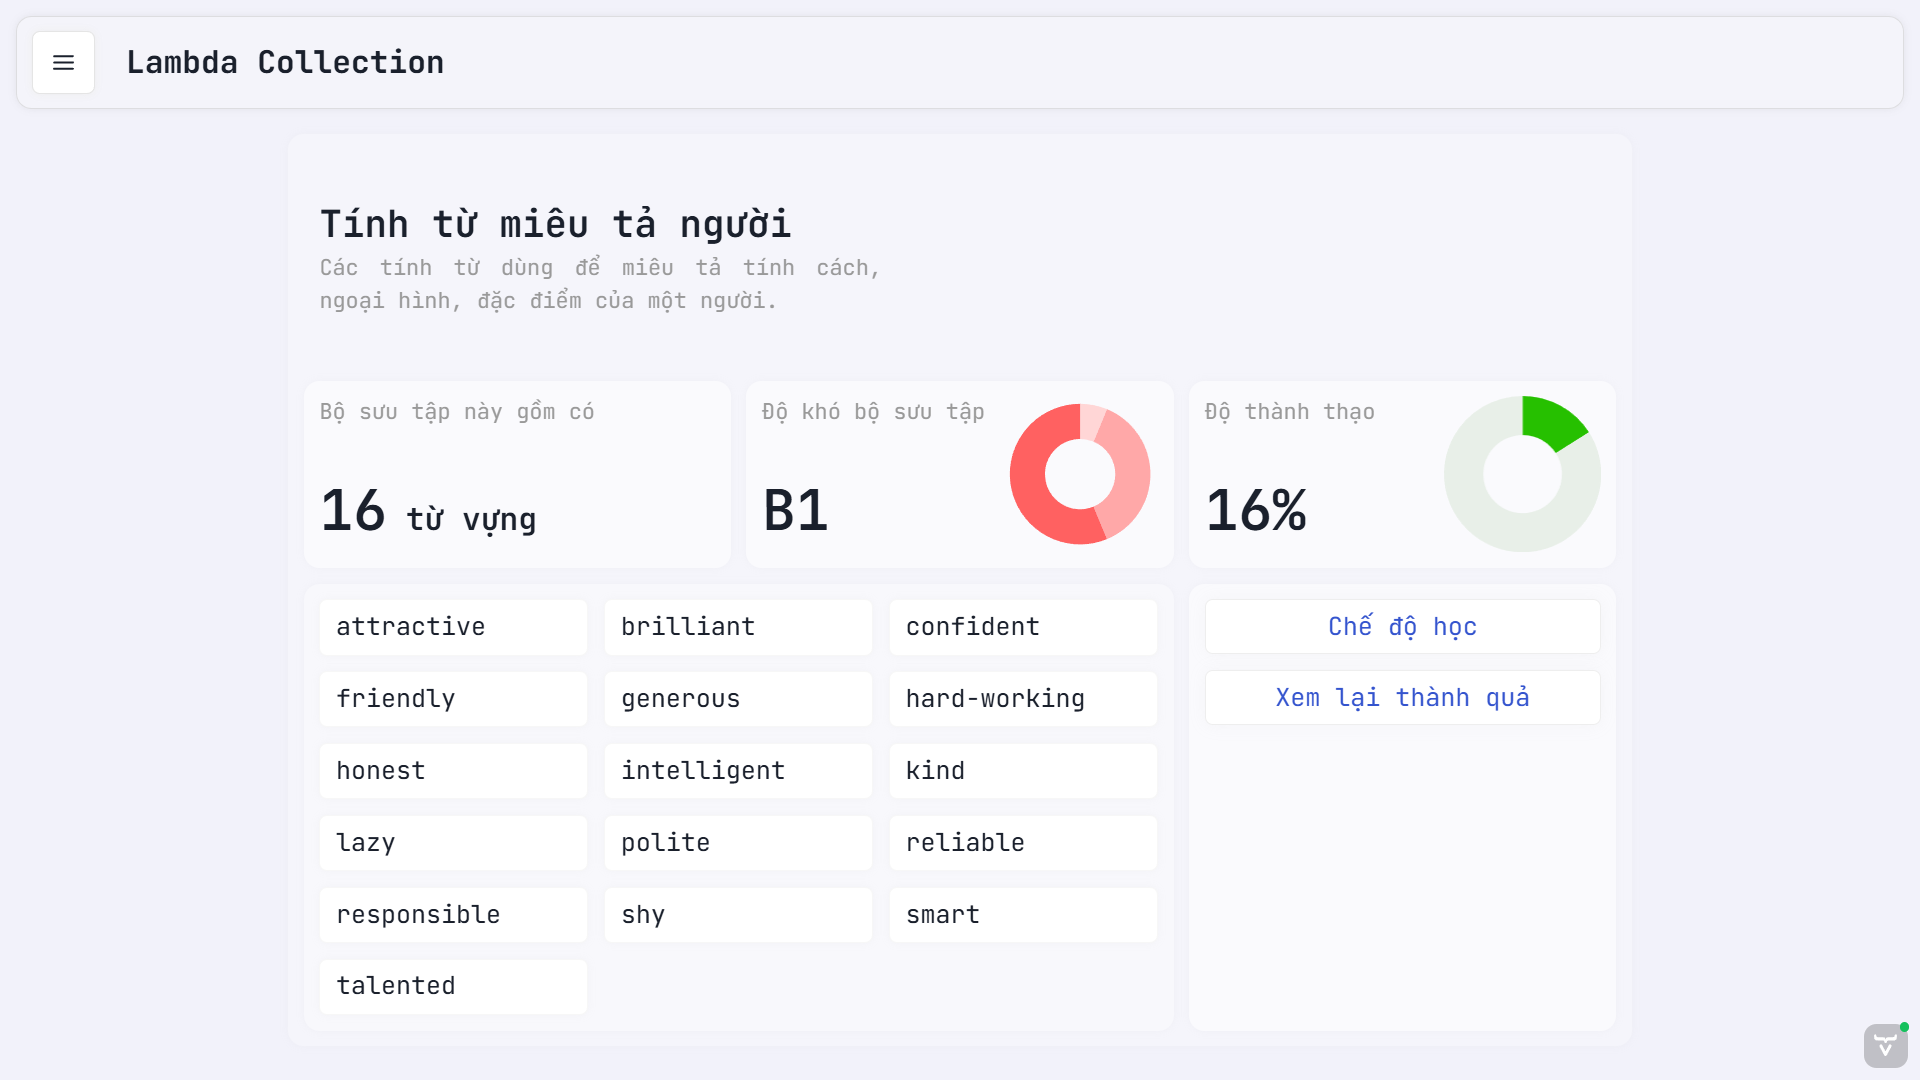 Lambda Collection
Tính từ miêu tả người
Các tính từ dùng để miêu tả tính cách,
ngoại hình, đặc điểm của một người.
Bộ sưu tập này gồm có
16 từ vựng
Độ khó bộ sưu tập
B1
Độ thành thạo
16%
attractive
brilliant
confident
friendly
generous
hard-working
honest
intelligent
kind
lazy
polite
reliable
responsible
shy
smart
talented
Chế độ học
Xem lại thành quả